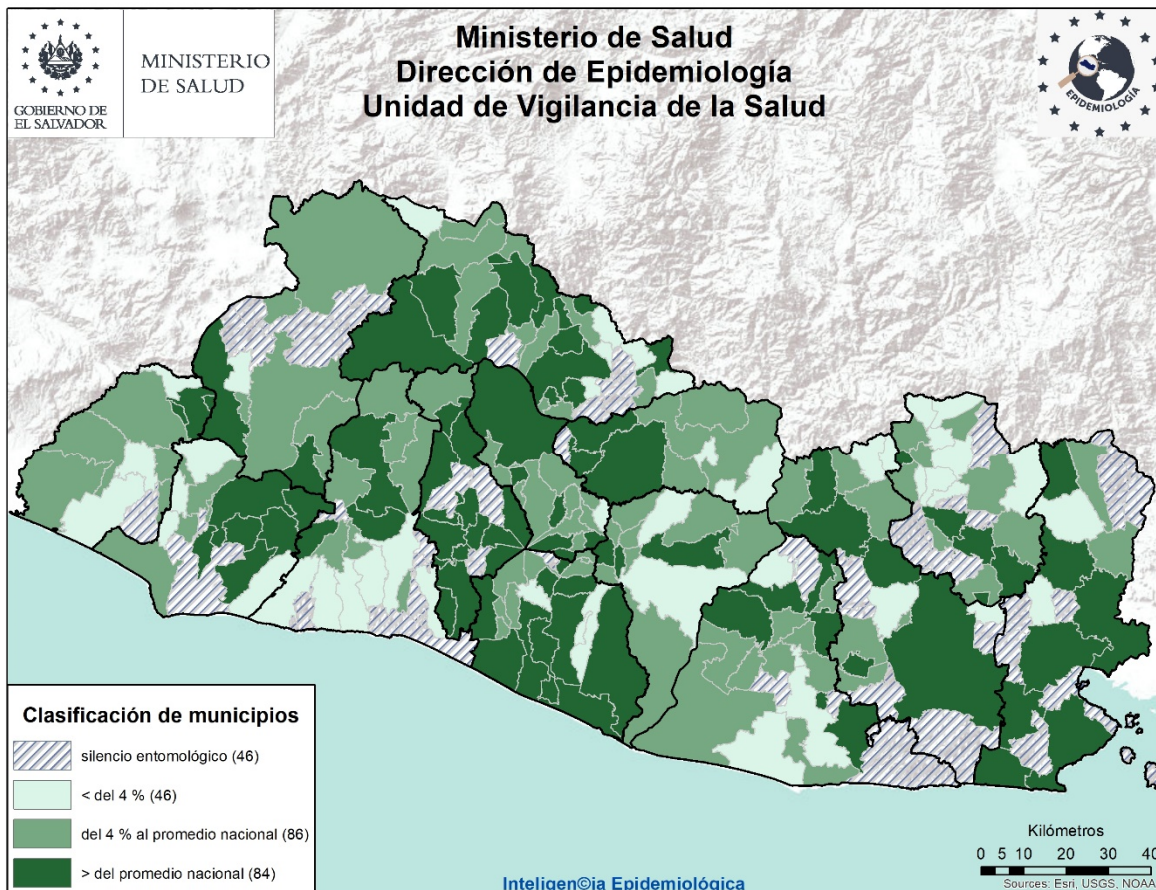 GOBIERNO DE
EL SALVADOR
MINISTERIO
DE SALUD
Ministerio de Salud
Dirección de Epidemiología
Unidad de Vigilancia de la Salud
EPIDEMIOLOGÍA
Clasificación de municipios
silencio entomológico (46)
< del 4 % (46)
del 4 % al promedio nacional (86)
> del promedio nacional (84)
Inteligen©ia Epidemiológica
Kilómetros
0 5 10 20 30 40
Sources: Esri, USGS, NOAA